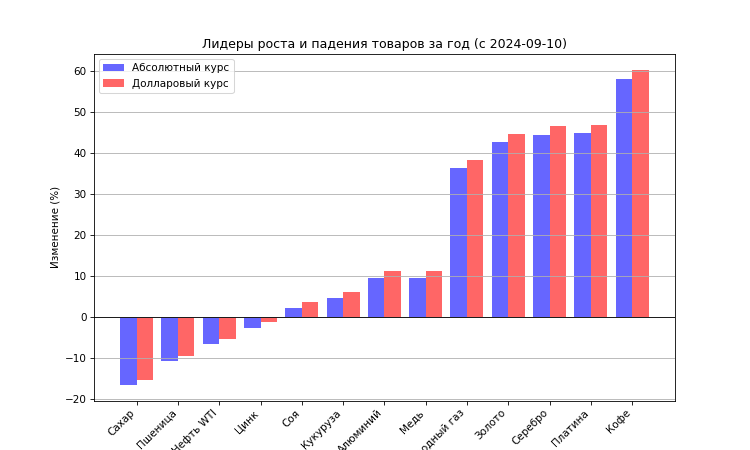 Лидеры роста и падения товаров за год (с 2024-09-10)
Абсолютный курс
Долларовый курс
Изменение (%)
60
50
40
30
20
10
0
−10
−20
Сахар
Пшеница
Нефть WTI
Цинк
Соя
Кукуруза
Алюминий
Медь
одный газ
Золото
Серебро
Платина
Кофе